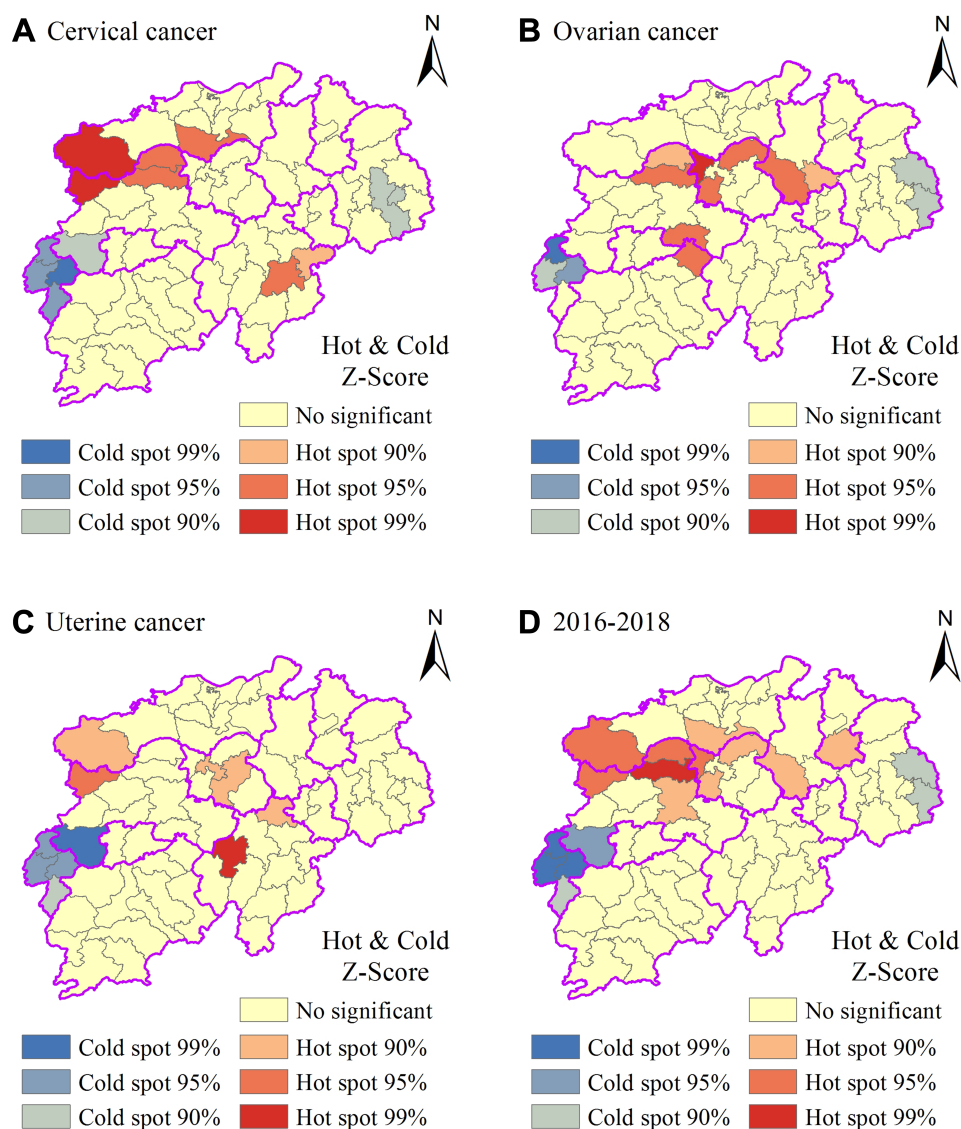 A Cervical cancer
N
Hot & Cold
Z-Score
No significant
Cold spot 99%
Hot spot 90%
Cold spot 95%
Hot spot 95%
Cold spot 90%
Hot spot 99%
B Ovarian cancer
N
Hot & Cold
Z-Score
No significant
Cold spot 99%
Hot spot 90%
Cold spot 95%
Hot spot 95%
Cold spot 90%
Hot spot 99%
C Uterine cancer
N
Hot & Cold
Z-Score
No significant
Cold spot 99%
Hot spot 90%
Cold spot 95%
Hot spot 95%
Cold spot 90%
Hot spot 99%
D 2016-2018
N
Hot & Cold
Z-Score
No significant
Cold spot 99%
Hot spot 90%
Cold spot 95%
Hot spot 95%
Cold spot 90%
Hot spot 99%